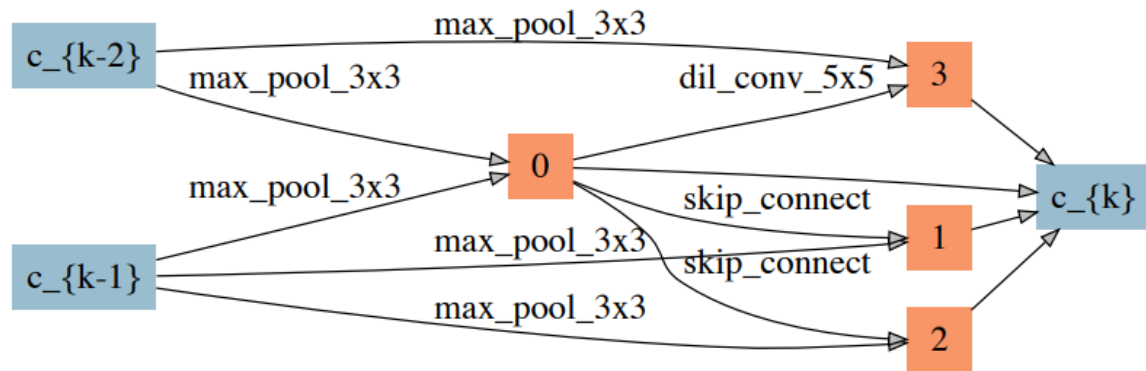 max_pool_3x3
c_{k-2}
max_pool_3x3
dil_conv_5x5
3
0
max_pool_3x3
skip_connect
c_{k}
max_pool_3x3
1
skip_connect
c_{k-1}
max_pool_3x3
2